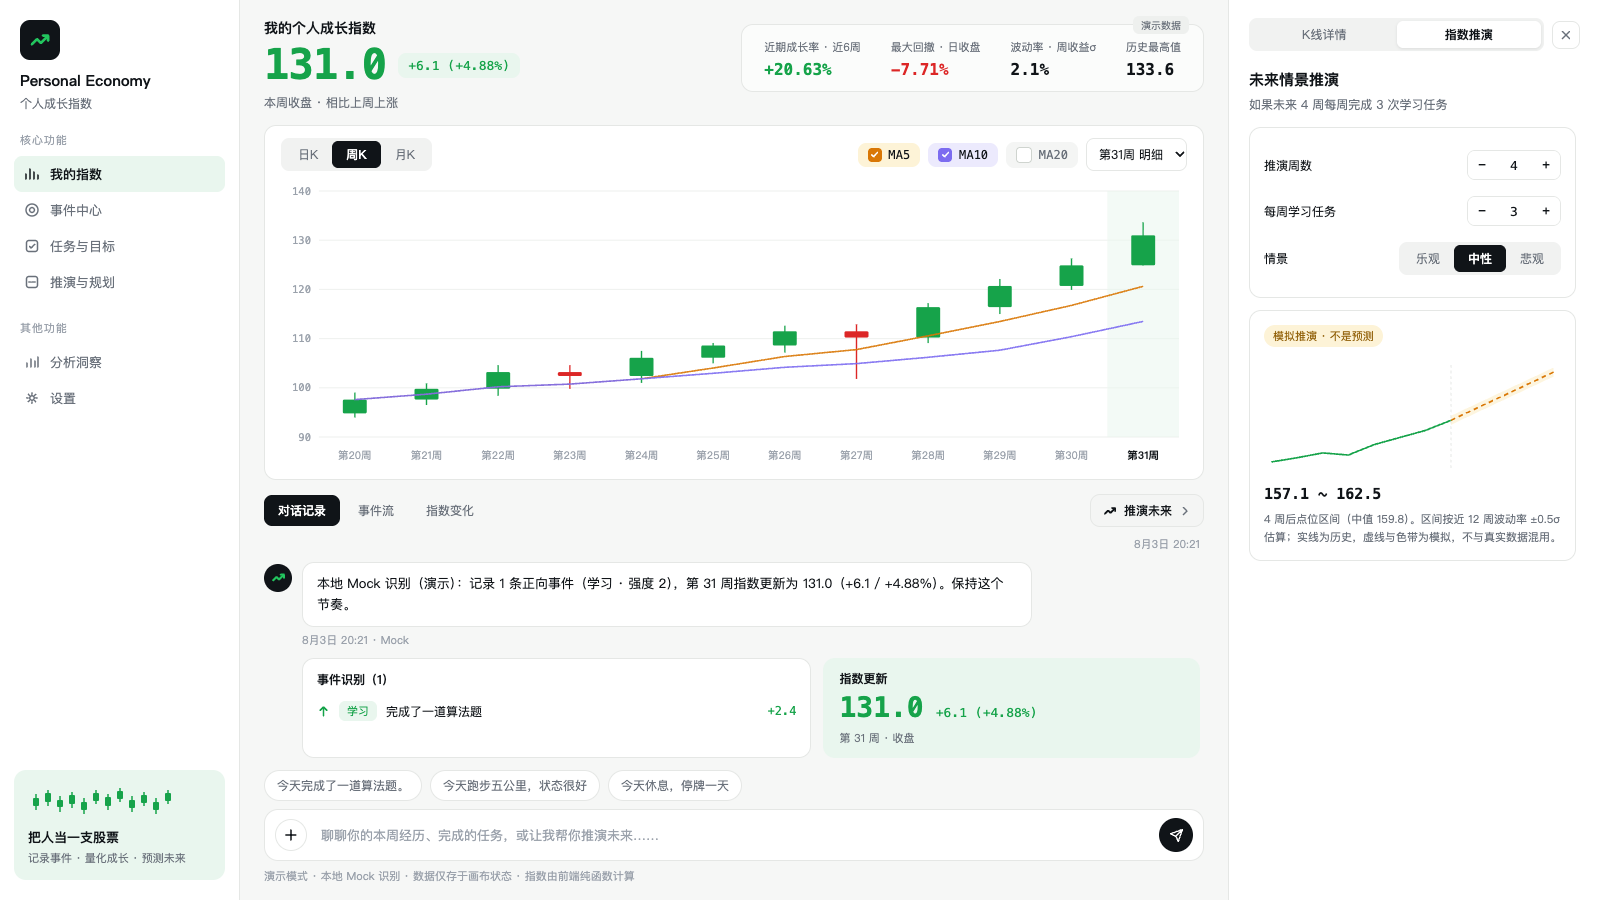 Personal Economy
个人成长指数
核心功能
我的指数
事件中心
任务与目标
推演与规划
其他功能
分析洞察
设置
把人当一支股票
记录事件 · 量化成长 · 预测未来
我的个人成长指数
131.0 +6.1 (+4.88%)
本周收盘 · 相比上周上涨
演示数据
近期成长率 · 近6周 最大回撤 · 日收盘 波动率 · 周收益σ 历史最高值
+20.63% −7.71% 2.1% 133.6
日K 周K 月K
MA5 MA10 MA20 第31周 明细
140
130
120
110
100
90
第20周 第21周 第22周 第23周 第24周 第25周 第26周 第27周 第28周 第29周 第30周 第31周
对话记录 事件流 指数变化 推演未来
8月3日 20:21
本地 Mock 识别（演示）：记录 1 条正向事件（学习 · 强度 2），第 31 周指数更新为 131.0（+6.1 / +4.88%）。保持这个
节奏。
8月3日 20:21 · Mock
事件识别（1）
学习 完成了一道算法题 +2.4
指数更新
131.0 +6.1 (+4.88%)
第 31 周 · 收盘
今天完成了一道算法题。 今天跑步五公里，状态很好 今天休息，停牌一天
聊聊你的本周经历、完成的任务，或让我帮你推演未来……
演示模式 · 本地 Mock 识别 · 数据仅存于画布状态 · 指数由前端纯函数计算
K线详情 指数推演
未来情景推演
如果未来 4 周每周完成 3 次学习任务
推演周数 − 4 +
每周学习任务 − 3 +
情景 乐观 中性 悲观
模拟推演 · 不是预测
157.1 ~ 162.5
4 周后点位区间（中值 159.8）。区间按近 12 周波动率 ±0.5σ
估算；实线为历史，虚线与色带为模拟，不与真实数据混用。